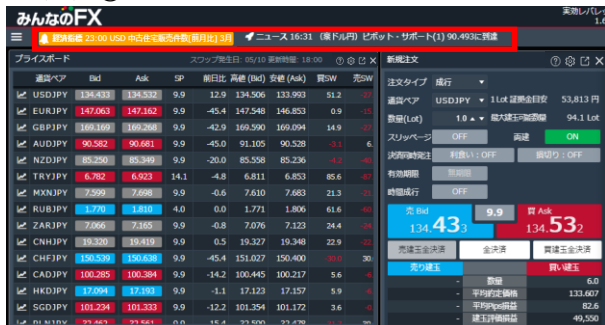 みんなのFX
実効レバレ
1.6
経済指標 23:00 USD 中古住宅販売件数[前月比] 3月
ニュース 16:31 (豪ドル円) ピボット・サポート(1) 90.493に到達
プライスボード
スワップ発生日: 05/10 更新時間: 18:00
通貨ペア Bid Ask SP 前日比 高値(Bid) 安値(Ask) 買SW 売SW
USDJPY 134.433 134.532 9.9 12.9 134.506 133.993 51.2
EURJPY 147.063 147.162 9.9 -45.4 147.548 146.853 0.9
GBPJPY 169.169 169.268 9.9 -42.9 169.590 169.094 14.9
AUDJPY 90.582 90.681 9.9 -45.0 91.105 90.528 -3.1 6.
NZDJPY 85.250 85.349 9.9 -20.0 85.558 85.236
TRYJPY 6.782 6.923 14.1 -4.8 6.811 6.853 85.6
MXNJPY 7.599 7.698 9.9 -0.6 7.610 7.683 21.3
RUBJPY 1.770 1.810 4.0 0.0 1.771 1.806 61.6
ZARJPY 7.066 7.165 9.9 -0.8 7.076 7.123 24.4
CNHJPY 19.320 19.419 9.9 0.5 19.327 19.348 22.9
CHFJPY 150.539 150.638 9.9 -45.4 151.027 150.400 30.
CADJPY 100.285 100.384 9.9 -14.2 100.445 100.217 5.6
HKDJPY 17.094 17.193 9.9 -1.1 17.123 17.157 5.9
SGDJPY 101.234 101.333 9.9 -12.2 101.354 101.172 3.6
新規注文
注文タイプ 成行
通貨ペア USDJPY 1Lot 証拠金目安 53,813 円
数量(Lot) 1.0 最大建玉可能数量 94.1 Lot
スリッページ OFF 両建 ON
決済同時発注 利食い:OFF 損切り:OFF
有効期限 無期限
時間成行 OFF
売 Bid 9.9 買 Ask
134.433 134.532
売建玉全決済 全決済 買建玉全決済
売り建玉 買い建玉
- 数量 6.0
- 平均約定価格 133.607
- 平均Pips損益 82.6
- 建玉評価損益 49,550